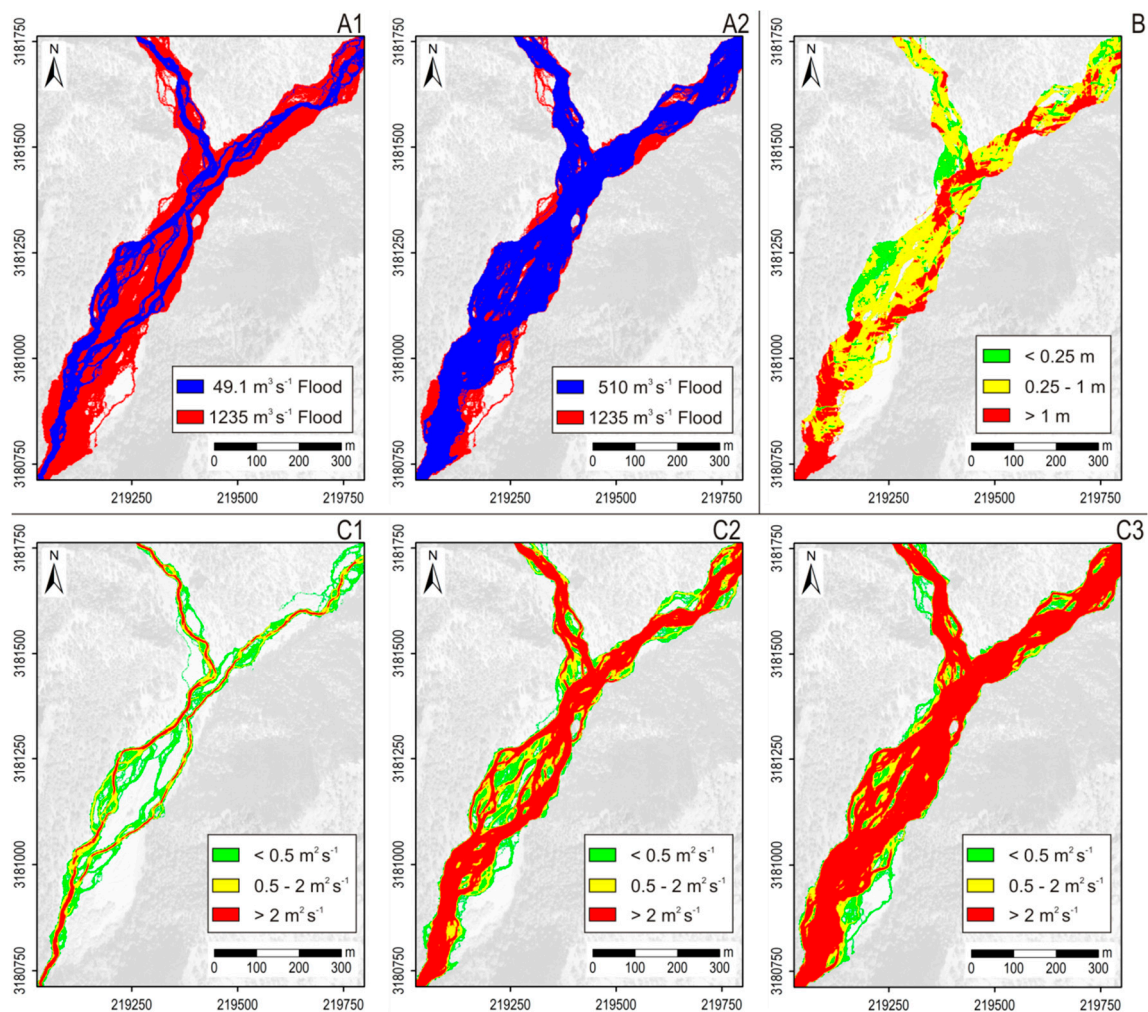 A1
N
3181750
3181500
3181250
3181000
3180750
49.1 m³ s⁻¹ Flood
1235 m³ s⁻¹ Flood
0 100 200 300 m
219250 219500 219750
A2
N
510 m³ s⁻¹ Flood
1235 m³ s⁻¹ Flood
0 100 200 300 m
219250 219500 219750
B
N
3181750
3181500
3181250
3181000
3180750
< 0.25 m
0.25 - 1 m
> 1 m
0 100 200 300 m
219250 219500 219750
C1
N
3181750
3181500
3181250
3181000
3180750
< 0.5 m² s⁻¹
0.5 - 2 m² s⁻¹
> 2 m² s⁻¹
0 100 200 300 m
219250 219500 219750
C2
N
3181750
3181500
3181250
3181000
3180750
< 0.5 m² s⁻¹
0.5 - 2 m² s⁻¹
> 2 m² s⁻¹
0 100 200 300 m
219250 219500 219750
C3
N
3181750
3181500
3181250
3181000
3180750
< 0.5 m² s⁻¹
0.5 - 2 m² s⁻¹
> 2 m² s⁻¹
0 100 200 300 m
219250 219500 219750